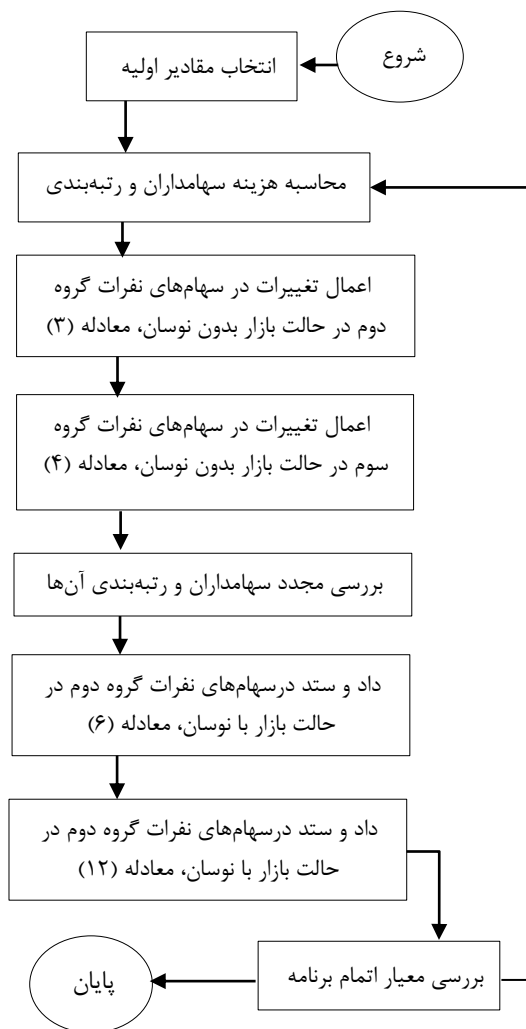 شروع
انتخاب مقادیر اولیه
محاسبه هزینه سهامداران و رتبه‌بندی
اعمال تغییرات در سهام‌های نفرات گروه
دوم در حالت بازار بدون نوسان، معادله (۳)
اعمال تغییرات در سهام‌های نفرات گروه
سوم در حالت بازار بدون نوسان، معادله (۴)
بررسی مجدد سهامداران و رتبه‌بندی آن‌ها
داد و ستد درسهام‌های نفرات گروه دوم در
حالت بازار با نوسان، معادله (۶)
داد و ستد درسهام‌های نفرات گروه دوم در
حالت بازار با نوسان، معادله (۱۲)
بررسی معیار اتمام برنامه
پایان